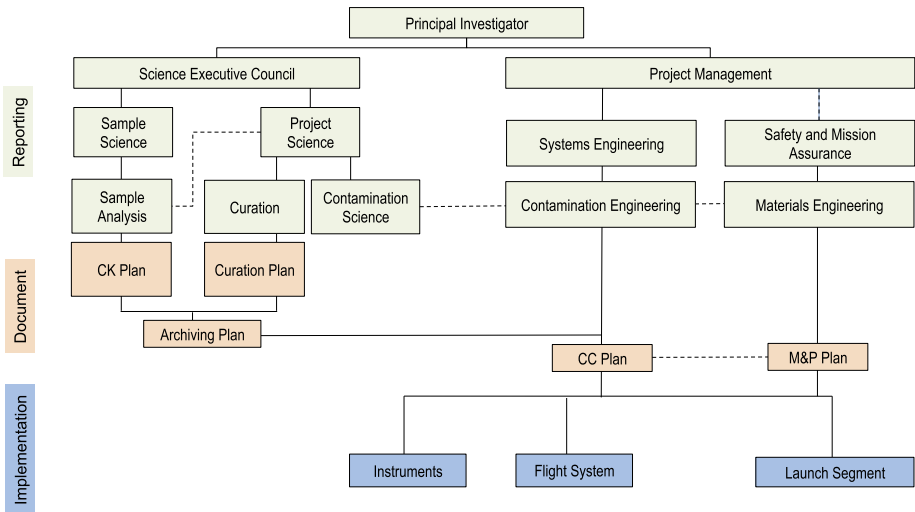 Principal Investigator
Science Executive Council
Project Management
Reporting
Sample
Science
Project
Science
Systems Engineering
Safety and Mission
Assurance
Sample
Analysis
Curation
Contamination
Science
Contamination Engineering
Materials Engineering
Document
CK Plan
Curation Plan
Archiving Plan
CC Plan
M&P Plan
Implementation
Instruments
Flight System
Launch Segment